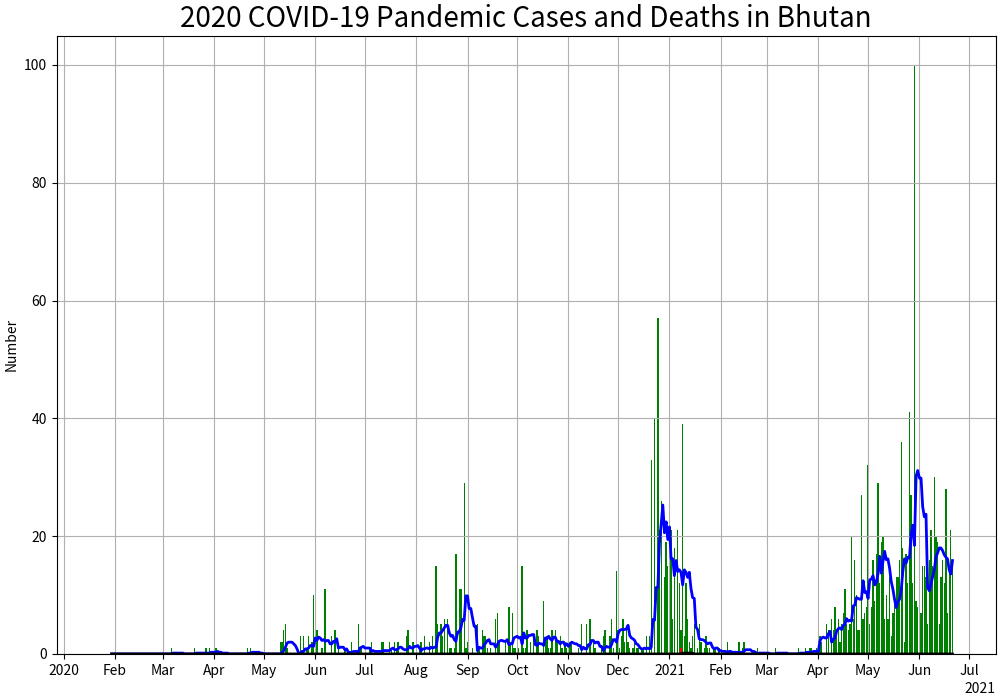 2020 COVID-19 Pandemic Cases and Deaths in Bhutan
100
80
60
40
20
0
Number
2020 Feb Mar Apr May Jun Jul Aug Sep Oct Nov Dec 2021 Feb Mar Apr May Jun Jul
2021